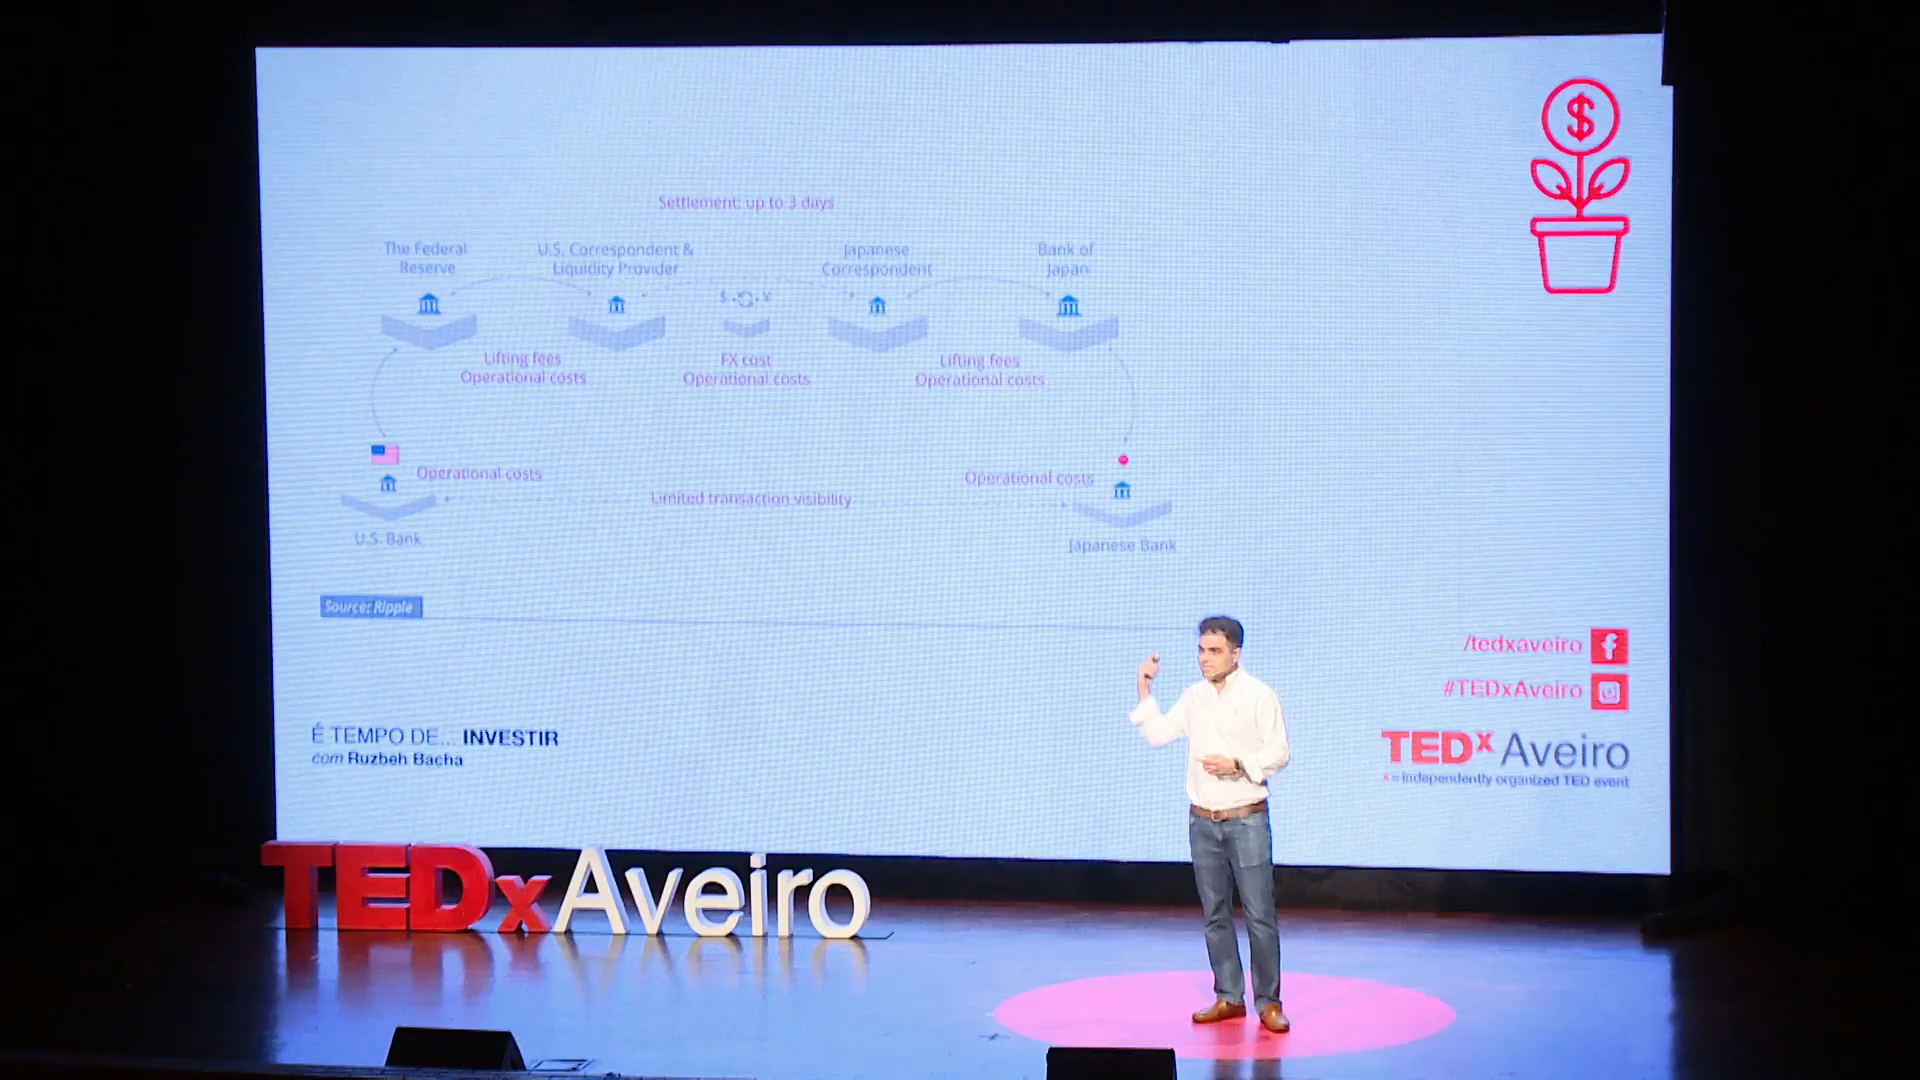 Settlement: up to 3 days
The Federal
Reserve
U.S. Correspondent &
Liquidity Provider
Japanese
Correspondent
Bank of
Japan
$
¥
Lifting fees
Operational costs
FX cost
Operational costs
Lifting fees
Operational costs
Operational costs
Operational costs
Limited transaction visibility
U.S. Bank
Japanese Bank
Source: Ripple
$
/tedxaveiro f
#TEDxAveiro
É TEMPO DE... INVESTIR
com Ruzbeh Bacha
TEDx Aveiro
x = independently organized TED event
TEDxAveiro